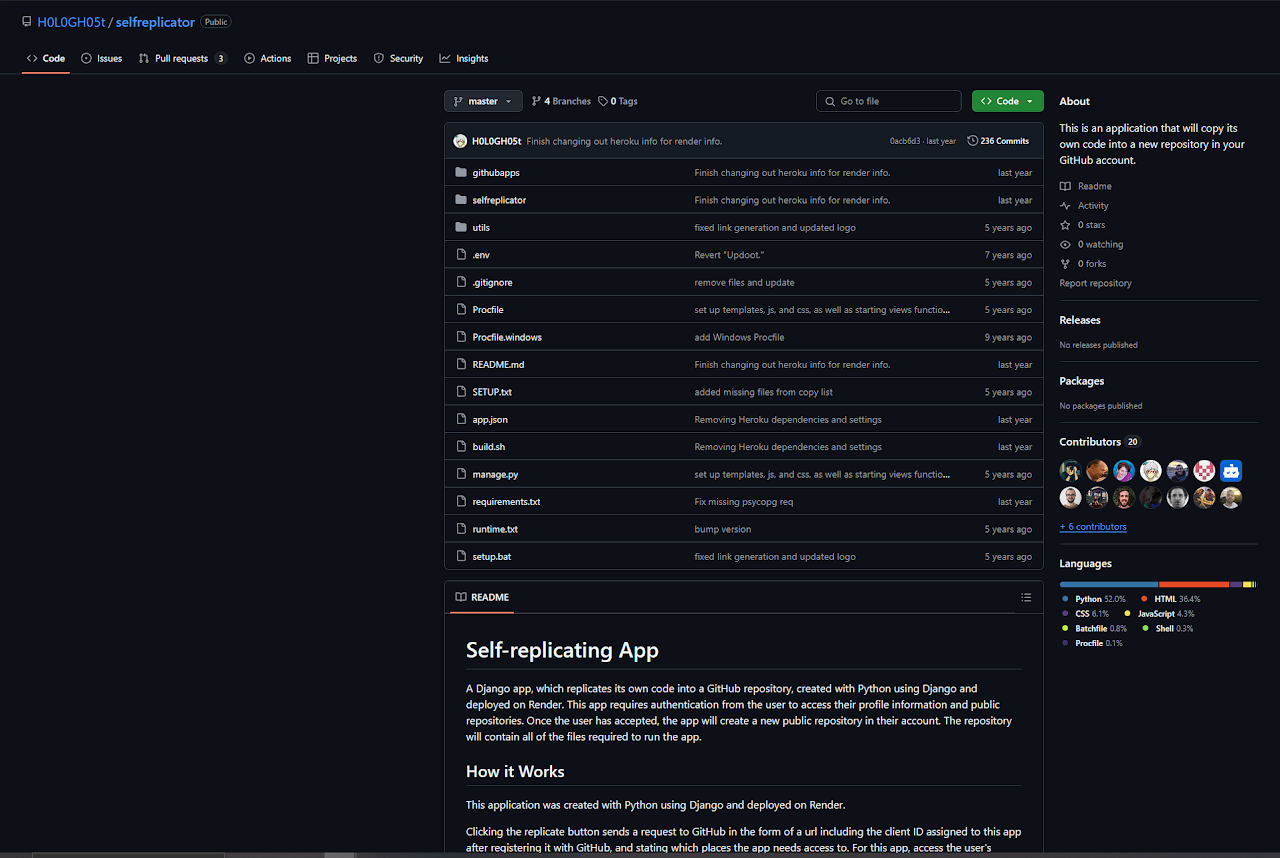 H0L0GH05t / selfreplicator Public
Code Issues Pull requests 3 Actions Projects Security Insights
master 4 Branches 0 Tags Go to file Code
H0L0GH05t Finish changing out heroku info for render info. 0acb6d3 · last year 236 Commits
githubapps Finish changing out heroku info for render info. last year
selfreplicator Finish changing out heroku info for render info. last year
utils fixed link generation and updated logo 5 years ago
.env Revert "Updoot." 7 years ago
.gitignore remove files and update 5 years ago
Procfile set up templates, js, and css, as well as starting views functio... 5 years ago
Procfile.windows add Windows Procfile 9 years ago
README.md Finish changing out heroku info for render info. last year
SETUP.txt added missing files from copy list 5 years ago
app.json Removing Heroku dependencies and settings last year
build.sh Removing Heroku dependencies and settings last year
manage.py set up templates, js, and css, as well as starting views functio... 5 years ago
requirements.txt Fix missing psycopg req last year
runtime.txt bump version 5 years ago
setup.bat fixed link generation and updated logo 5 years ago
README
Self-replicating App
A Django app, which replicates its own code into a GitHub repository, created with Python using Django and
deployed on Render. This app requires authentication from the user to access their profile information and public
repositories. Once the user has accepted, the app will create a new public repository in their account. The repository
will contain all of the files required to run the app.
How it Works
This application was created with Python using Django and deployed on Render.
Clicking the replicate button sends a request to GitHub in the form of a url including the client ID assigned to this app
after registering it with GitHub, and stating which places the app needs access to. For this app, access the user's
About
This is an application that will copy its
own code into a new repository in your
GitHub account.
Readme
Activity
0 stars
0 watching
0 forks
Report repository
Releases
No releases published
Packages
No packages published
Contributors 20
+ 6 contributors
Languages
Python 52.0% HTML 36.4%
CSS 6.1% JavaScript 4.3%
Batchfile 0.8% Shell 0.3%
Procfile 0.1%